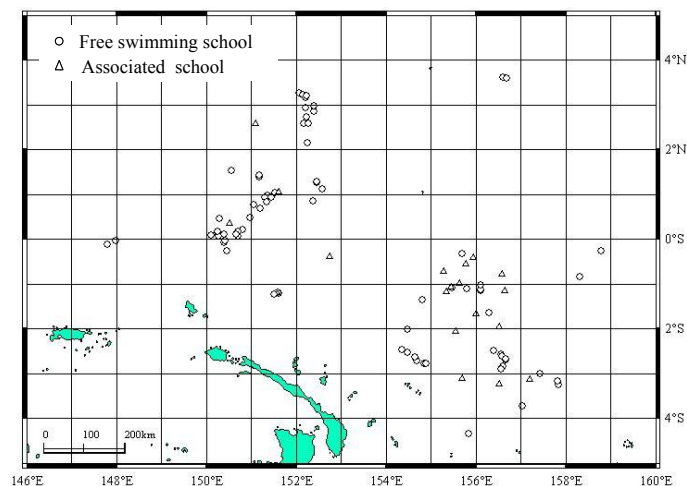 Free swimming school
Associated school
4°N
2°N
0°S
2°S
4°S
0 100 200km
146°E 148°E 150°E 152°E 154°E 156°E 158°E 160°E